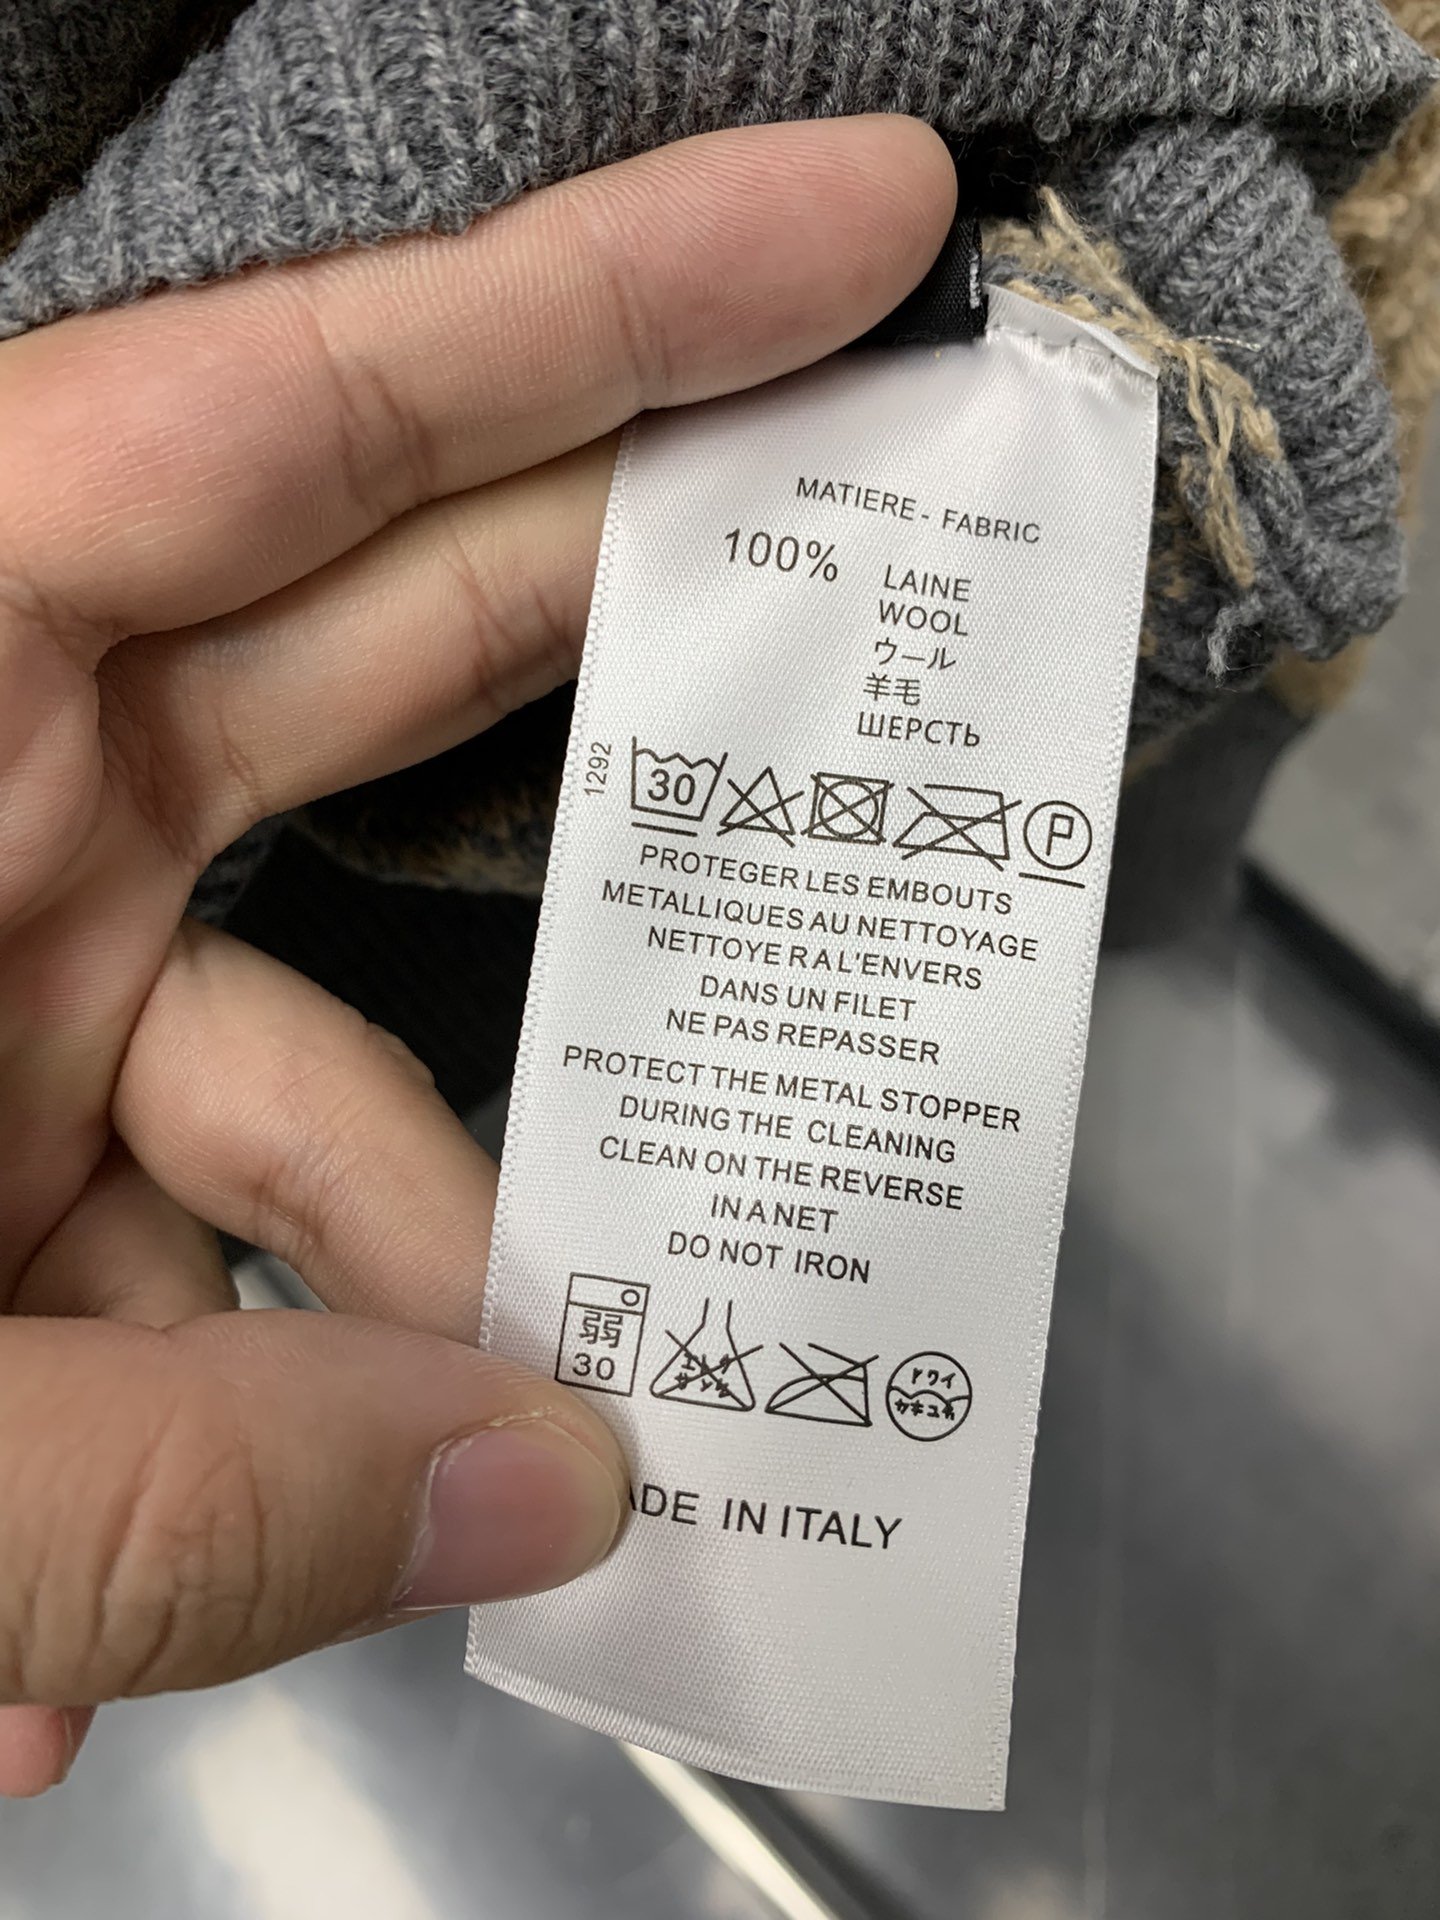 MATIERE - FABRIC
100% LAINE
WOOL
ウール
羊毛
ШЕРСТЬ
1292
30
P
PROTEGER LES EMBOUTS
METALLIQUES AU NETTOYAGE
NETTOYE R A L'ENVERS
DANS UN FILET
NE PAS REPASSER
PROTECT THE METAL STOPPER
DURING THE CLEANING
CLEAN ON THE REVERSE
IN A NET
DO NOT IRON
弱
30
ADE IN ITALY